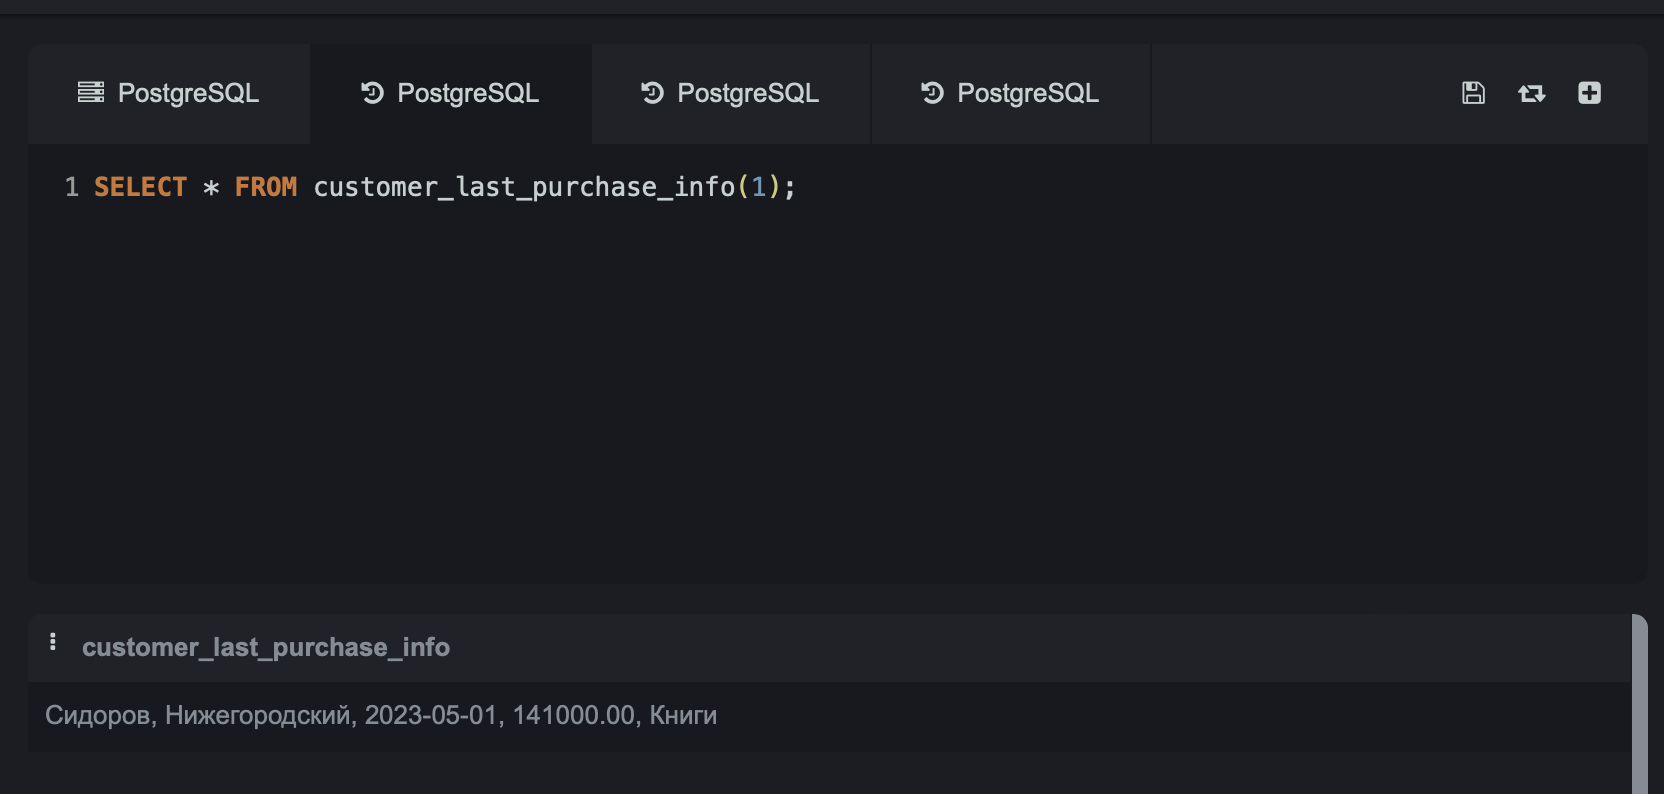 PostgreSQL PostgreSQL PostgreSQL PostgreSQL
1 SELECT * FROM customer_last_purchase_info(1);
customer_last_purchase_info
Сидоров, Нижегородский, 2023-05-01, 141000.00, Книги